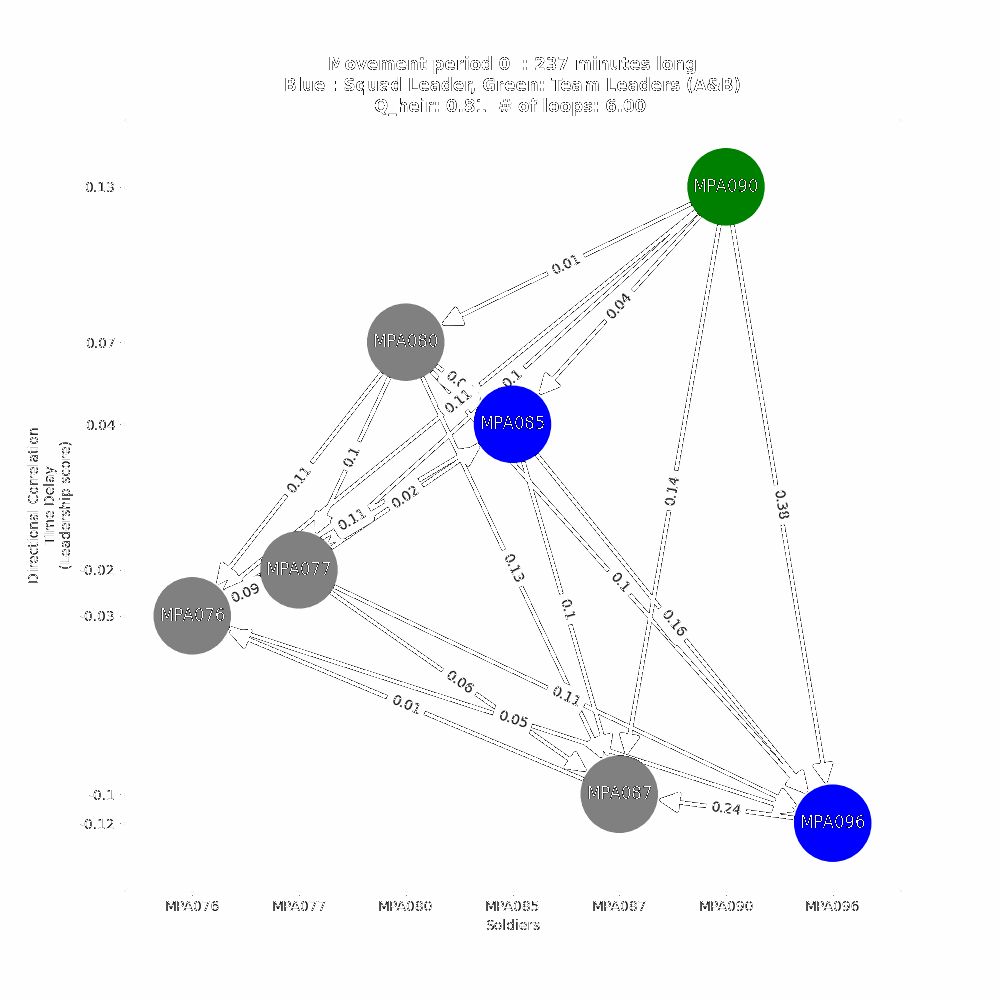 Movement period 0 : 237 minutes long
Blue : Squad Leader, Green: Team Leaders (A&B)
Q_heir: 0.81 # of loops: 6.00
0.13
0.07
0.04
-0.02
-0.03
-0.1
-0.12
Directional Correlation
Time Delay
(Leadership score)
MPA090
MPA080
MPA085
MPA077
MPA076
MPA087
MPA096
0.01
0.04
0.1
0.11
0.11
0.1
0.11
0.02
0.09
0.14
0.38
0.13
0.1
0.1
0.16
0.06
0.11
0.05
0.01
0.24
MPA076 MPA077 MPA080 MPA085 MPA087 MPA090 MPA096
Soldiers